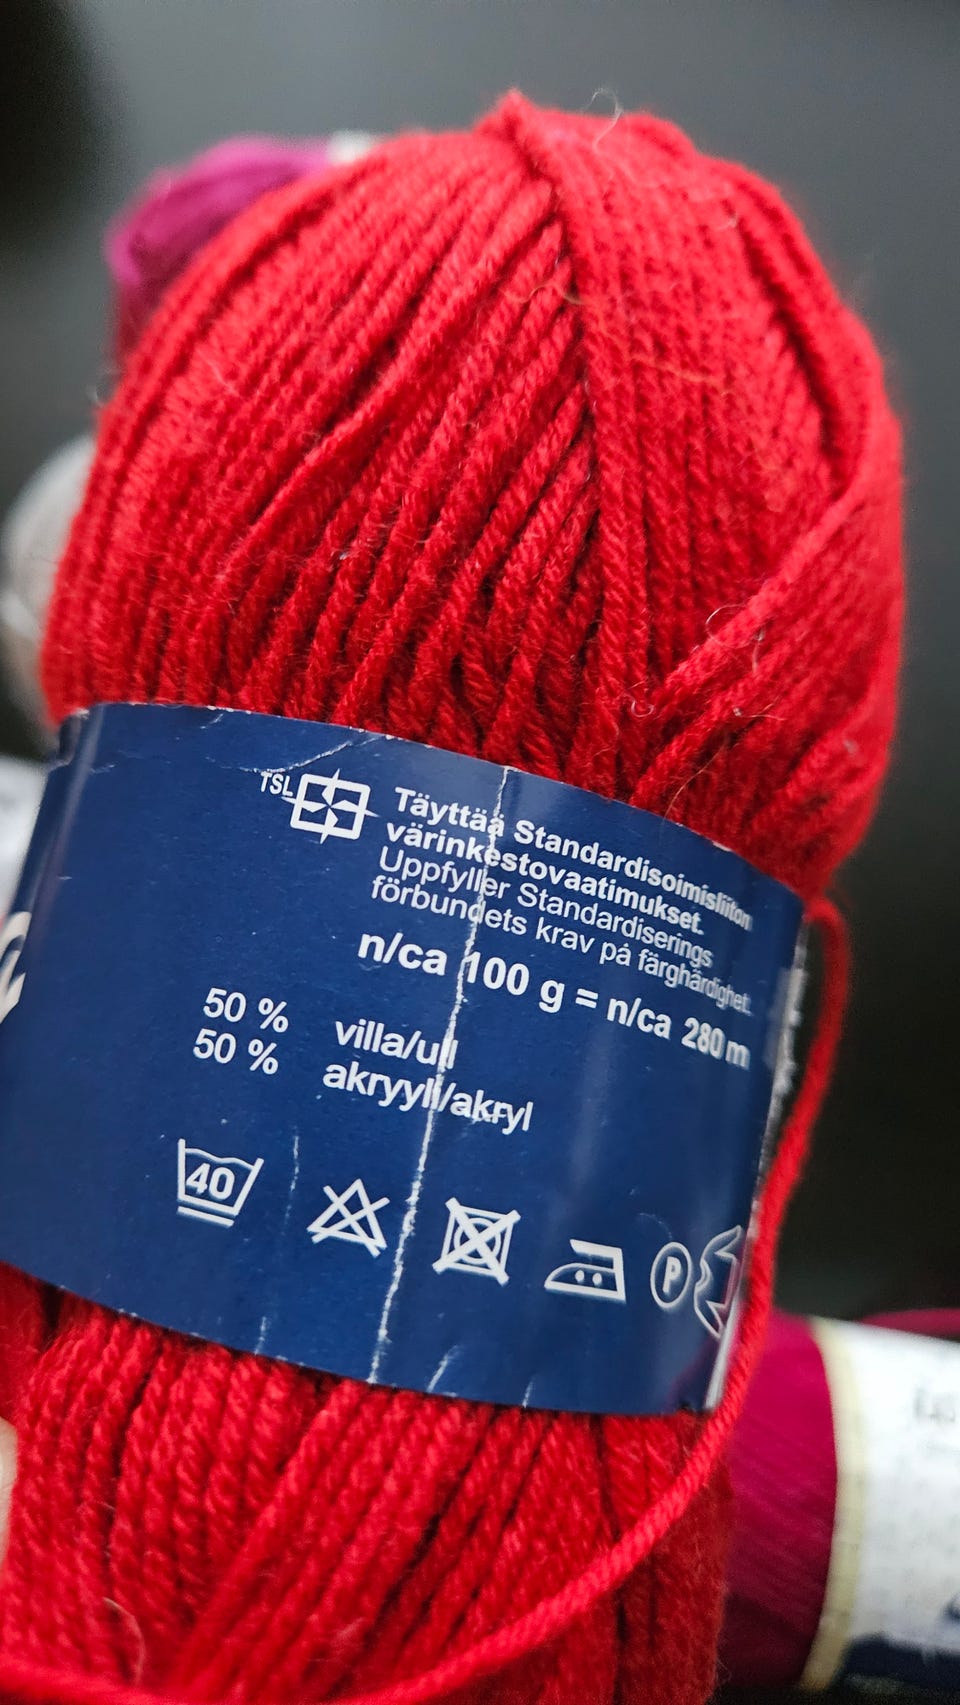 TSL
Täyttää Standardisoimisliiton
värinkestovaatimukset.
Uppfyller Standardiserings
förbundets krav på färghärdighet.
n/ca 100 g = n/ca 280 m
50 % villa/ull
50 % akryyli/akryl
40
P